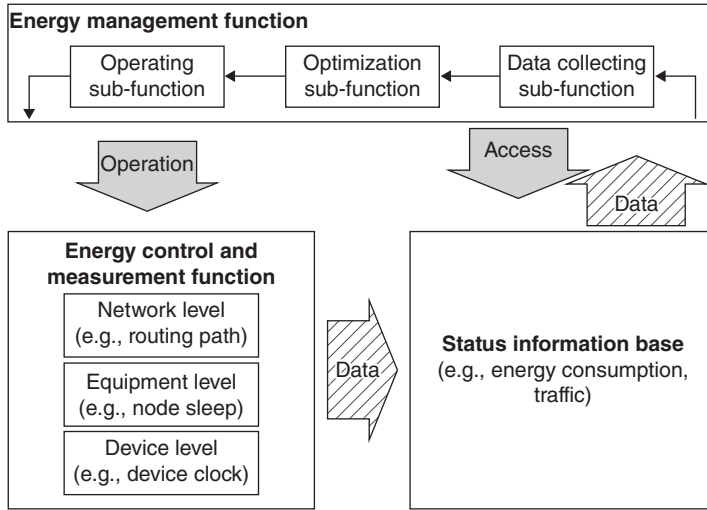 Energy management function
Operating
sub-function
Optimization
sub-function
Data collecting
sub-function
Operation
Access
Data
Energy control and
measurement function
Network level
(e.g., routing path)
Equipment level
(e.g., node sleep)
Device level
(e.g., device clock)
Data
Status information base
(e.g., energy consumption,
traffic)